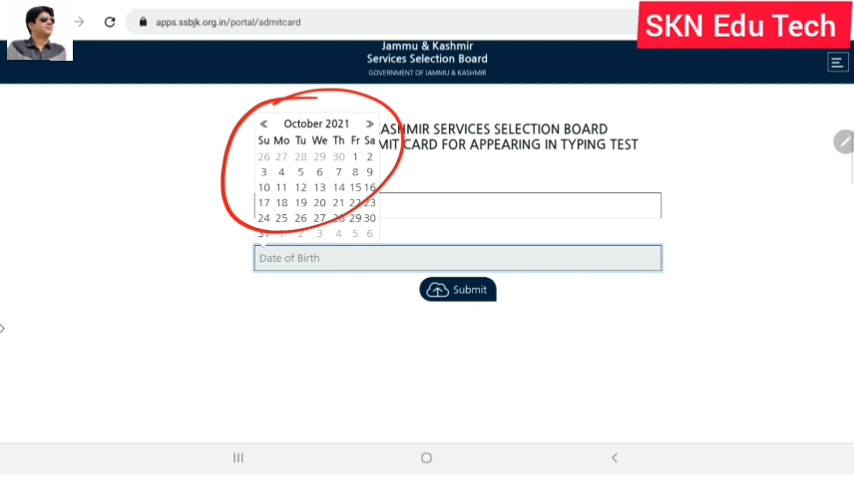 apps.ssbjk.org.in/portal/admitcard
SKN Edu Tech
Jammu & Kashmir
Services Selection Board
GOVERNMENT OF JAMMU & KASHMIR
ASHMIR SERVICES SELECTION BOARD
MIT CARD FOR APPEARING IN TYPING TEST
« October 2021 »
Su Mo Tu We Th Fr Sa
26 27 28 29 30 1 2
3 4 5 6 7 8 9
10 11 12 13 14 15 16
17 18 19 20 21 22 23
24 25 26 27 28 29 30
31 1 2 3 4 5 6
Date of Birth
Submit